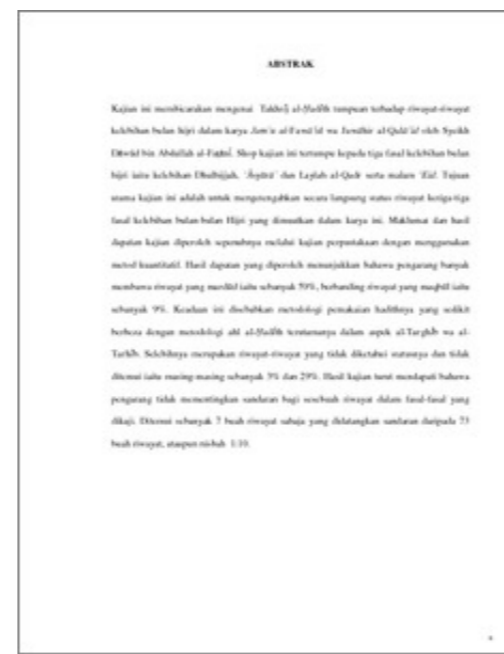 ABSTRAK
Kajian ini membicarakan mengenai Takhrij al-Hadith tumpuan terhadap riwayat-riwayat
kelebihan bulan hijri dalam karya Jam'u al-Fawa'id wa Jawahir al-Qala'id oleh Syeikh
Dawud bin Abdullah al-Fatani. Skop kajian ini tertumpu kepada tiga fasal kelebihan bulan
hijri iaitu kelebihan Dhulhijjah, 'Asyura' dan Laylah al-Qadr serta malam 'Eid. Tujuan
utama kajian ini adalah untuk mengetengahkan secara langsung status riwayat ketiga-tiga
fasal kelebihan bulan-bulan Hijri yang dimuatkan dalam karya ini. Maklumat dan hasil
dapatan kajian diperoleh sepenuhnya melalui kajian perpustakaan dengan menggunakan
metod kuantitatif. Hasil dapatan yang diperoleh menunjukkan bahawa pengarang banyak
membawa riwayat yang mardud iaitu sebanyak 59%, berbanding riwayat yang maqbul iaitu
sebanyak 9%. Keadaan ini disebabkan metodologi pemakaian hadithnya yang sedikit
berbeza dengan metodologi ahl al-Hadith terutamanya dalam aspek al-Targhib wa al-
Tarhib. Selebihnya merupakan riwayat-riwayat yang tidak diketahui statusnya dan tidak
ditemui iaitu masing-masing sebanyak 3% dan 29%. Hasil kajian turut mendapati bahawa
pengarang tidak mementingkan sandaran bagi sesebuah riwayat dalam fasal-fasal yang
dikaji. Ditemui sebanyak 7 buah riwayat sahaja yang didatangkan sandaran daripada 73
buah riwayat, ataupun nisbah 1:10.